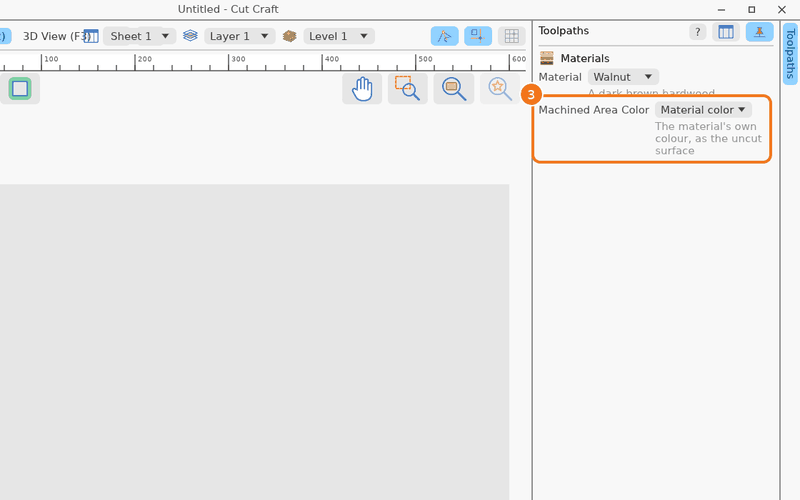 Untitled - Cut Craft
3D View (F3)
Sheet 1
Layer 1
Level 1
100
200
300
400
500
600
Toolpaths
?
Toolpaths
Materials
Material
Walnut
A dark brown hardwood
3
Machined Area Color
Material color
The material's own
colour, as the uncut
surface